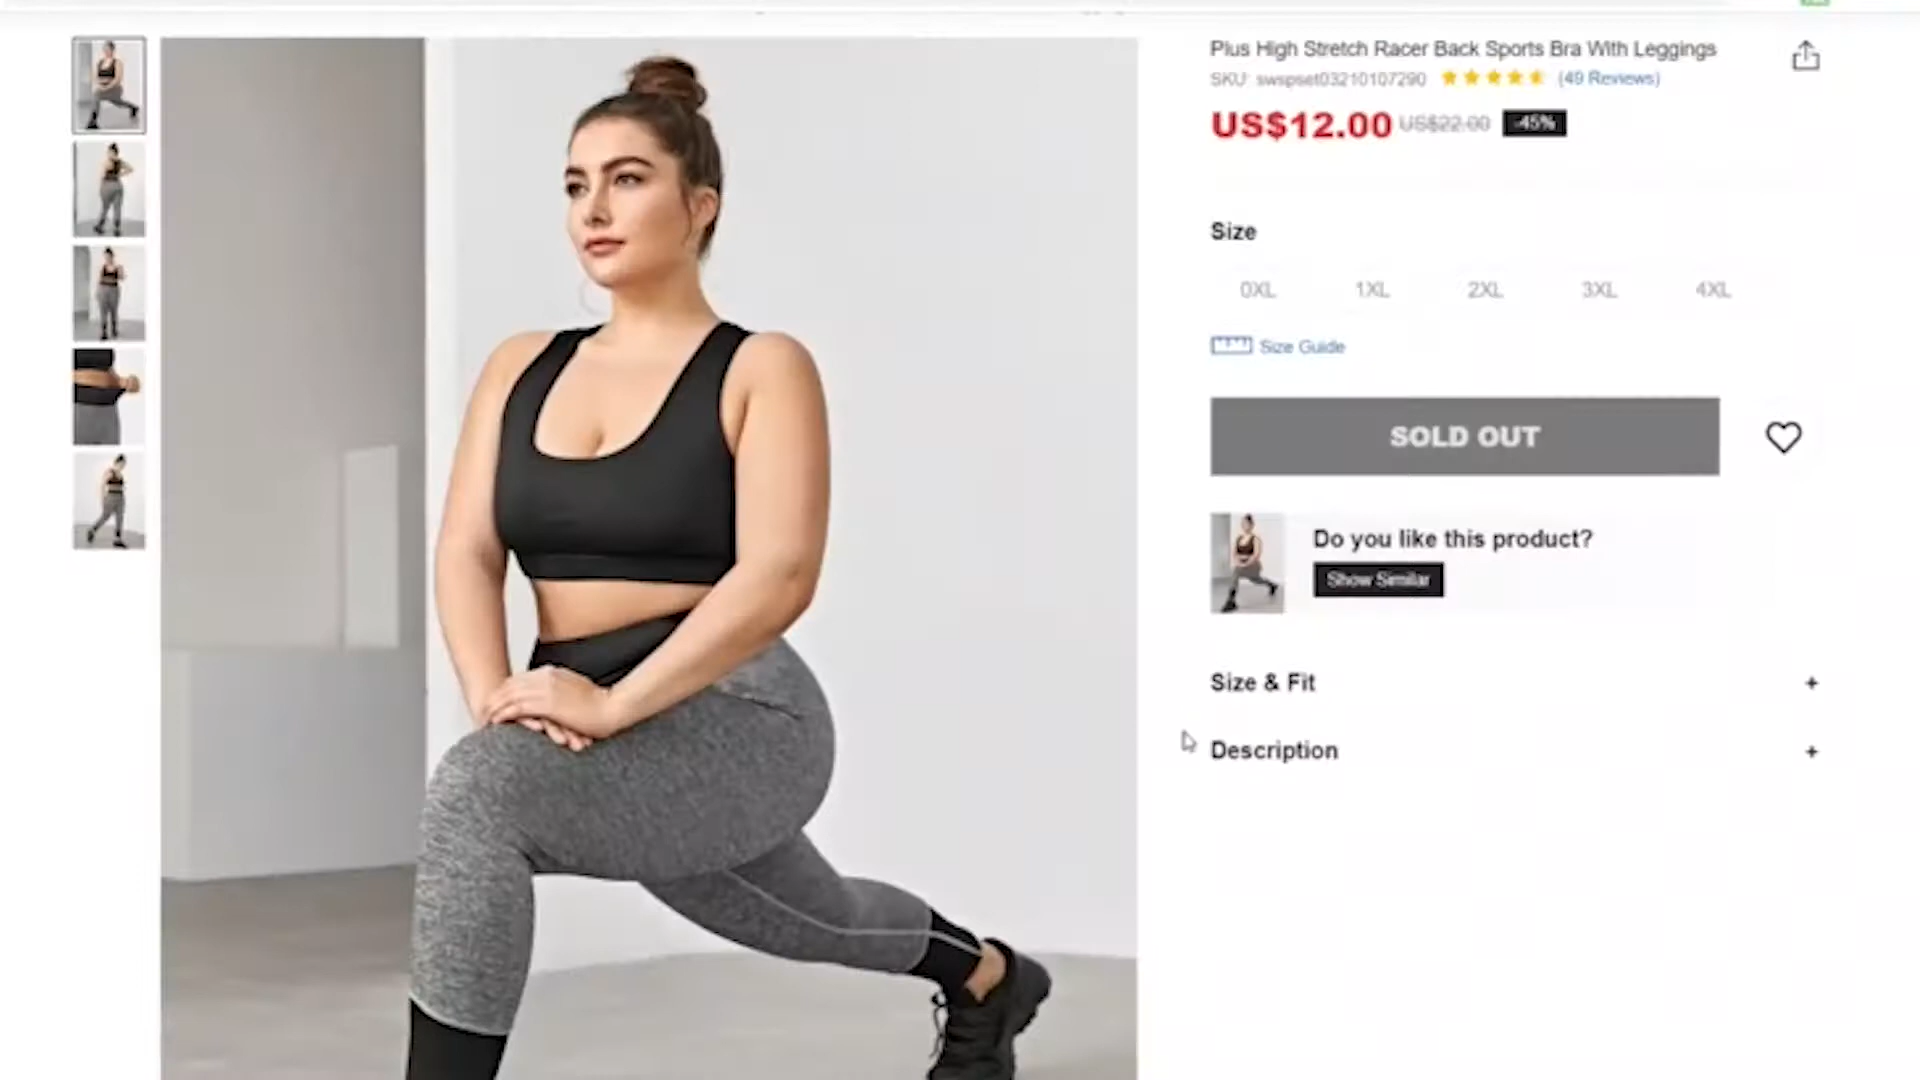 Plus High Stretch Racer Back Sports Bra With Leggings
SKU: swspset03210107290 (49 Reviews)
US$12.00 US$22.00 -45%
Size
0XL 1XL 2XL 3XL 4XL
Size Guide
SOLD OUT
Do you like this product?
Show Similar
Size & Fit +
Description +